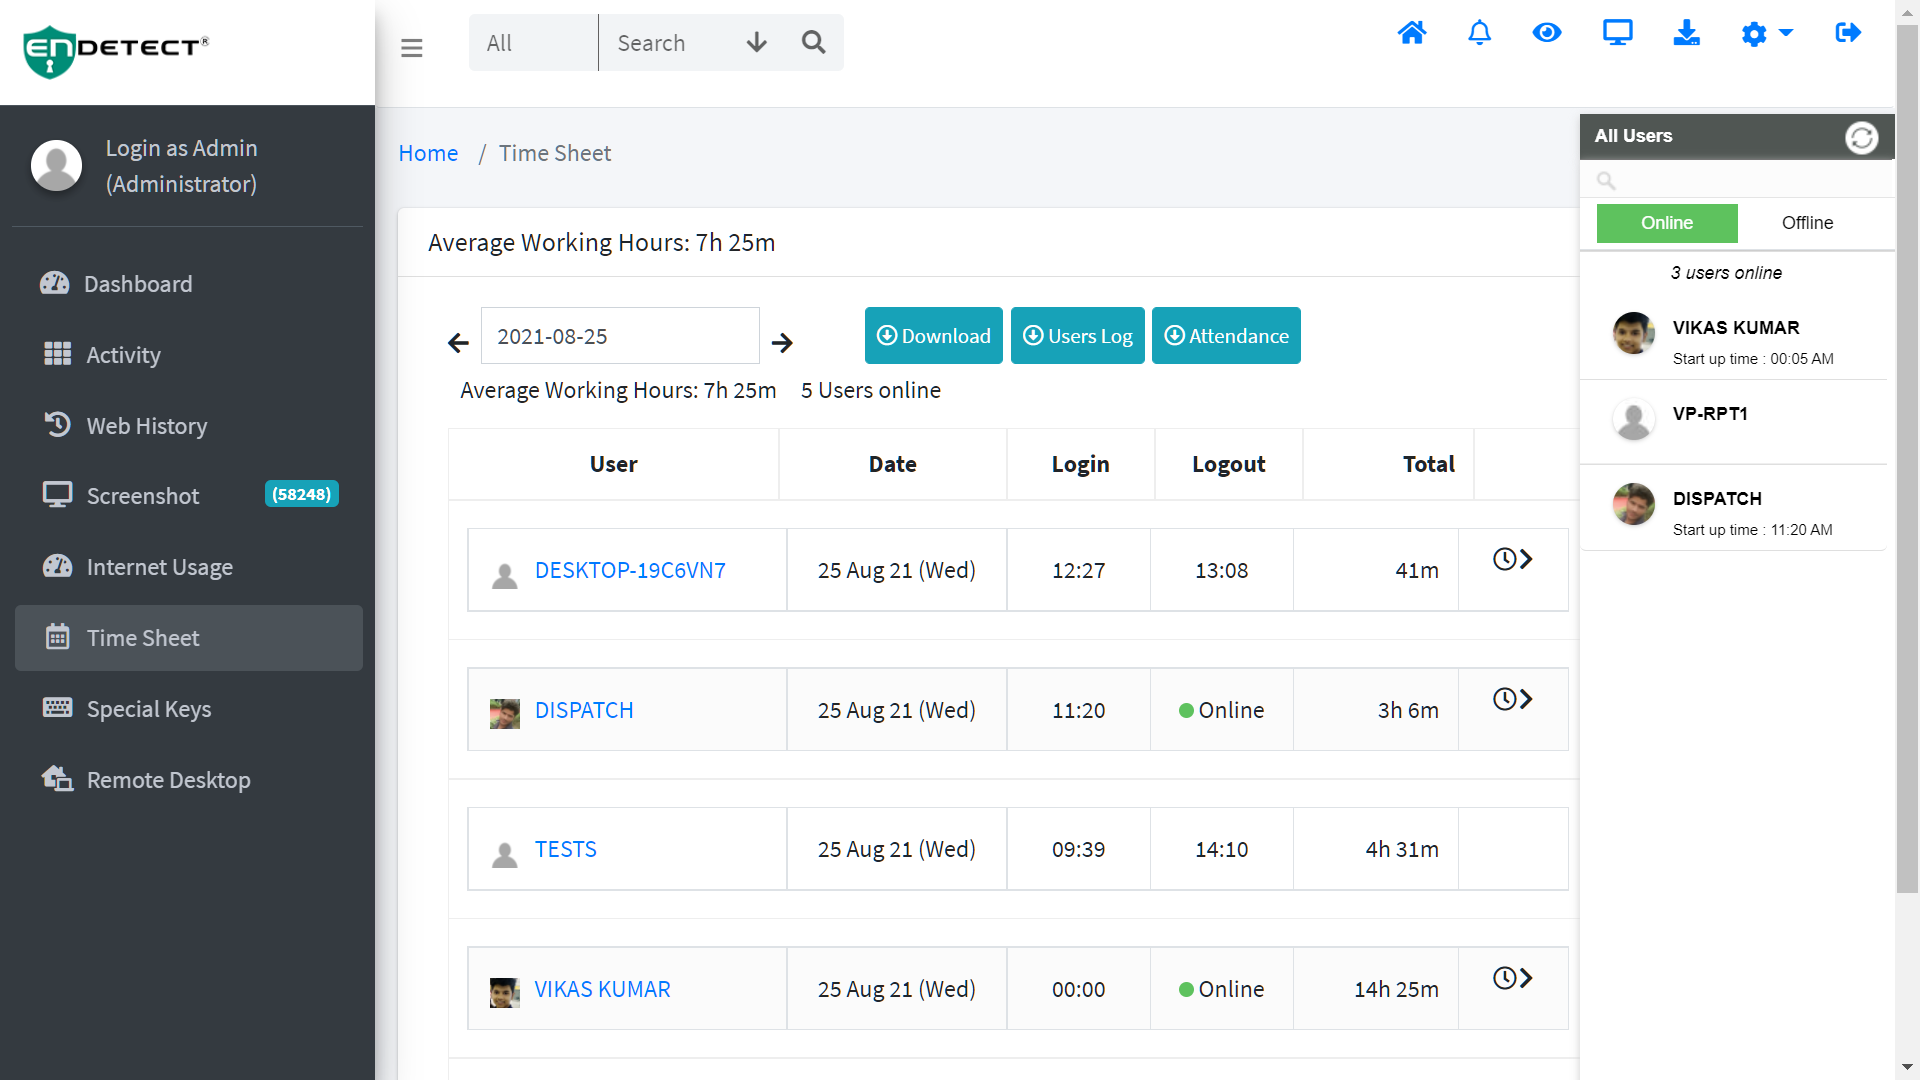 ENDETECT®
All
Search
Login as Admin
(Administrator)
Dashboard
Activity
Web History
Screenshot (58248)
Internet Usage
Time Sheet
Special Keys
Remote Desktop
Home / Time Sheet
Average Working Hours: 7h 25m
2021-08-25
Download
Users Log
Attendance
Average Working Hours: 7h 25m 5 Users online
User Date Login Logout Total
DESKTOP-19C6VN7 25 Aug 21 (Wed) 12:27 13:08 41m
DISPATCH 25 Aug 21 (Wed) 11:20 Online 3h 6m
TESTS 25 Aug 21 (Wed) 09:39 14:10 4h 31m
VIKAS KUMAR 25 Aug 21 (Wed) 00:00 Online 14h 25m
All Users
Online Offline
3 users online
VIKAS KUMAR
Start up time : 00:05 AM
VP-RPT1
DISPATCH
Start up time : 11:20 AM